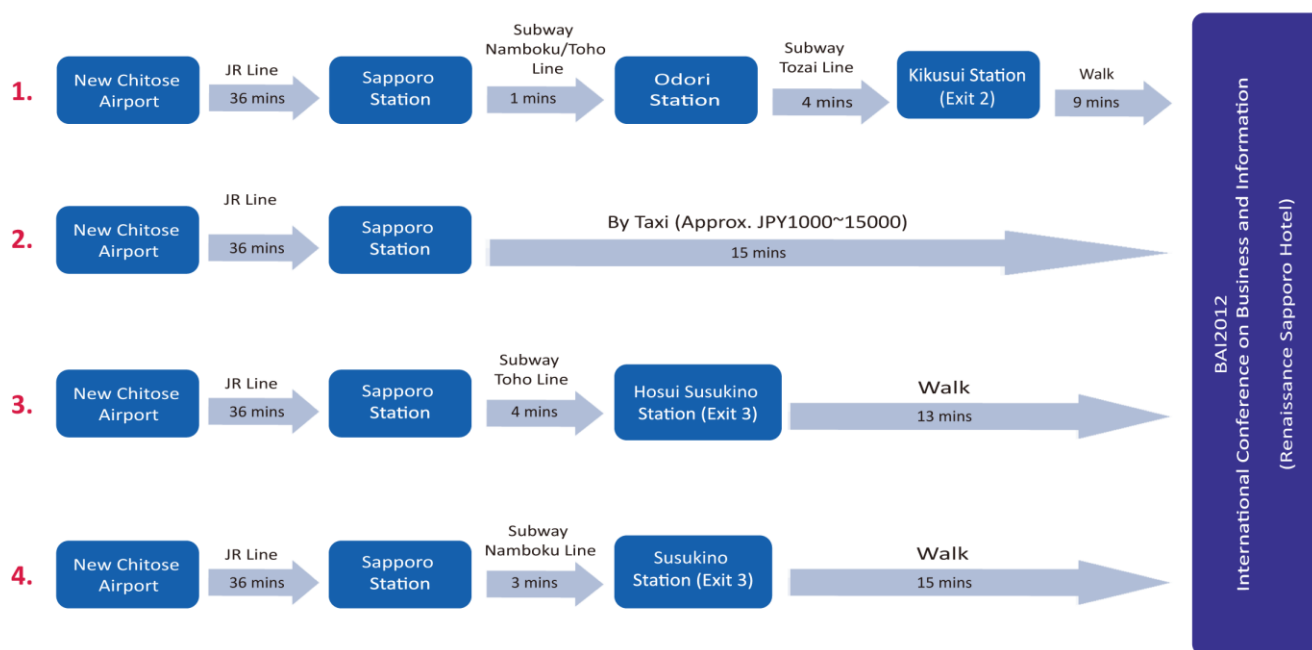 1.
New Chitose
Airport
JR Line
36 mins
Sapporo
Station
Subway
Namboku/Toho
Line
1 mins
Odori
Station
Subway
Tozai Line
4 mins
Kikusui Station
(Exit 2)
Walk
9 mins
2.
New Chitose
Airport
JR Line
36 mins
Sapporo
Station
By Taxi (Approx. JPY1000~15000)
15 mins
3.
New Chitose
Airport
JR Line
36 mins
Sapporo
Station
Subway
Toho Line
4 mins
Hosui Susukino
Station (Exit 3)
Walk
13 mins
4.
New Chitose
Airport
JR Line
36 mins
Sapporo
Station
Subway
Namboku Line
3 mins
Susukino
Station (Exit 3)
Walk
15 mins
BAI2012
International Conference on Business and Information
(Renaissance Sapporo Hotel)